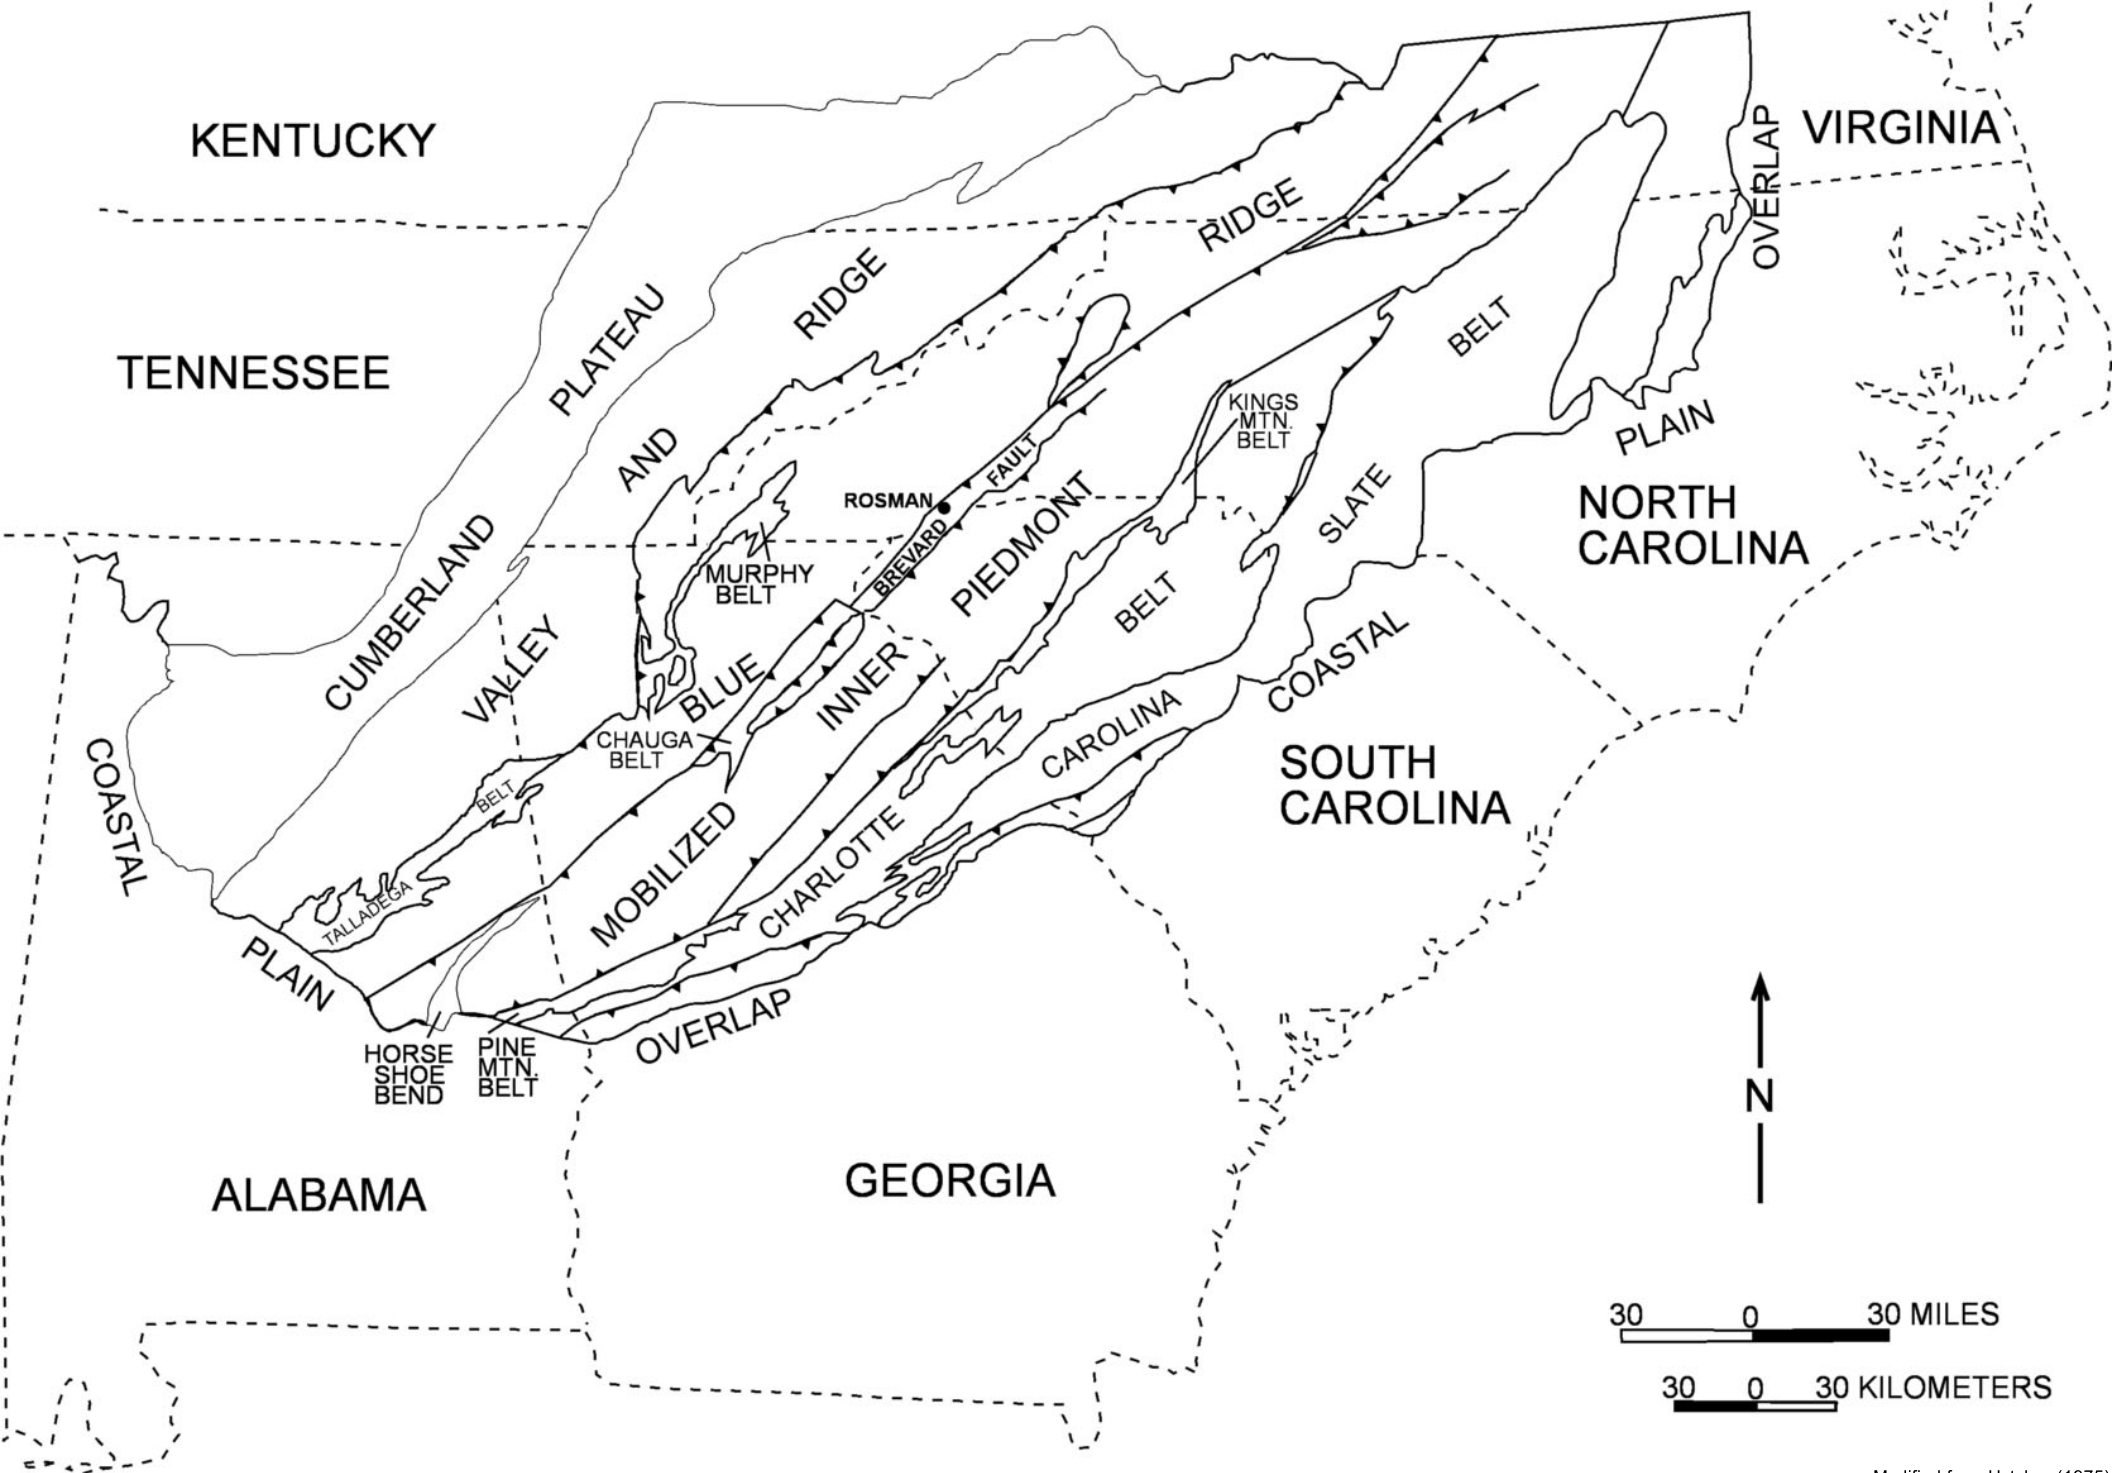 KENTUCKY
VIRGINIA
TENNESSEE
NORTH
CAROLINA
SOUTH
CAROLINA
ALABAMA
GEORGIA
CUMBERLAND PLATEAU
VALLEY AND RIDGE
BLUE RIDGE
MURPHY
BELT
ROSMAN
BREVARD FAULT
KINGS
MTN.
BELT
CHAUGA
BELT
INNER PIEDMONT
MOBILIZED
CHARLOTTE BELT
CAROLINA SLATE BELT
TALLADEGA BELT
COASTAL PLAIN OVERLAP
COASTAL PLAIN OVERLAP
HORSE
SHOE
BEND
PINE
MTN.
BELT
N
30 0 30 MILES
30 0 30 KILOMETERS